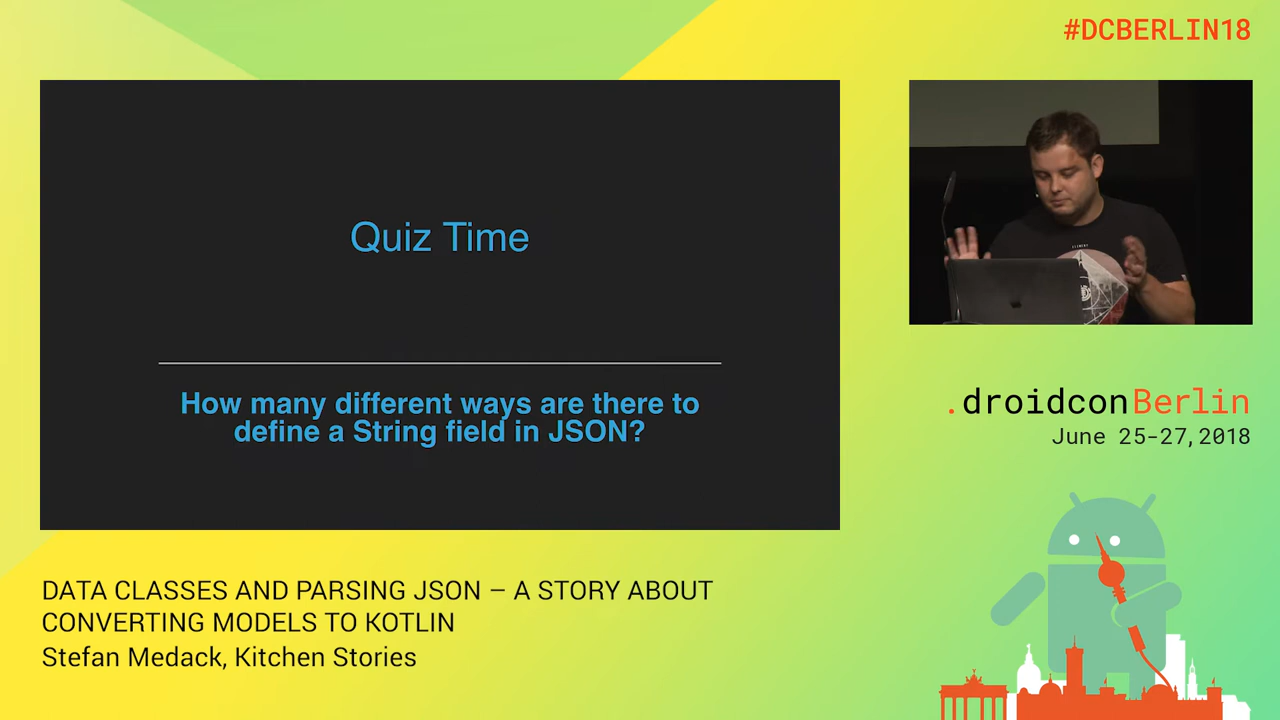 #DCBERLIN18
Quiz Time
How many different ways are there to
define a String field in JSON?
.droidconBerlin
June 25-27,2018
DATA CLASSES AND PARSING JSON – A STORY ABOUT
CONVERTING MODELS TO KOTLIN
Stefan Medack, Kitchen Stories